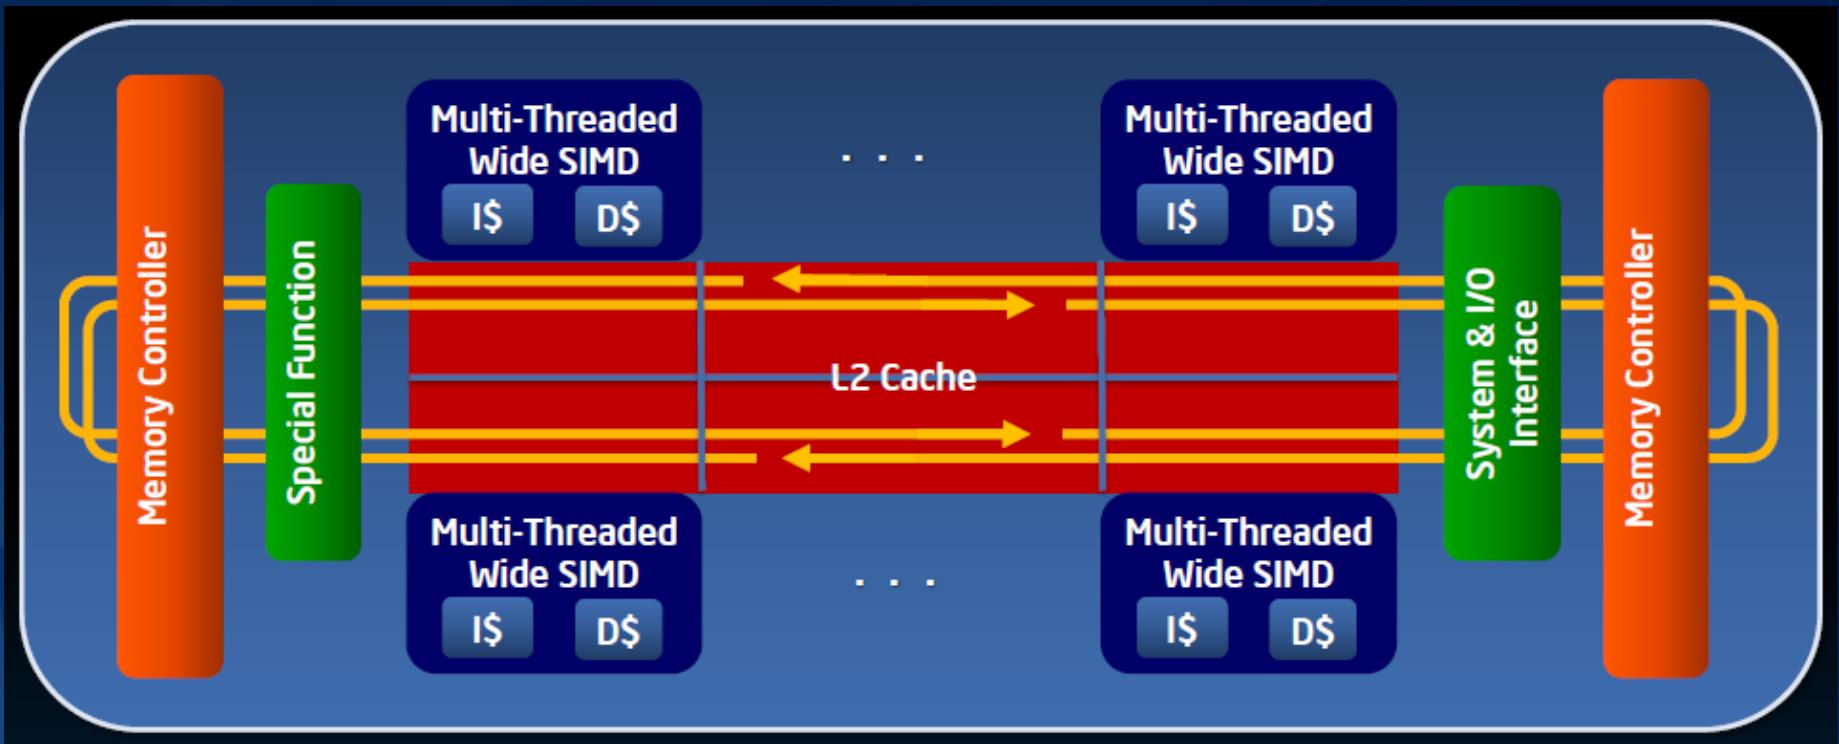 Memory Controller
Special Function
Multi-Threaded
Wide SIMD
I$ D$
. . .
Multi-Threaded
Wide SIMD
I$ D$
L2 Cache
Multi-Threaded
Wide SIMD
I$ D$
. . .
Multi-Threaded
Wide SIMD
I$ D$
System & I/O
Interface
Memory Controller